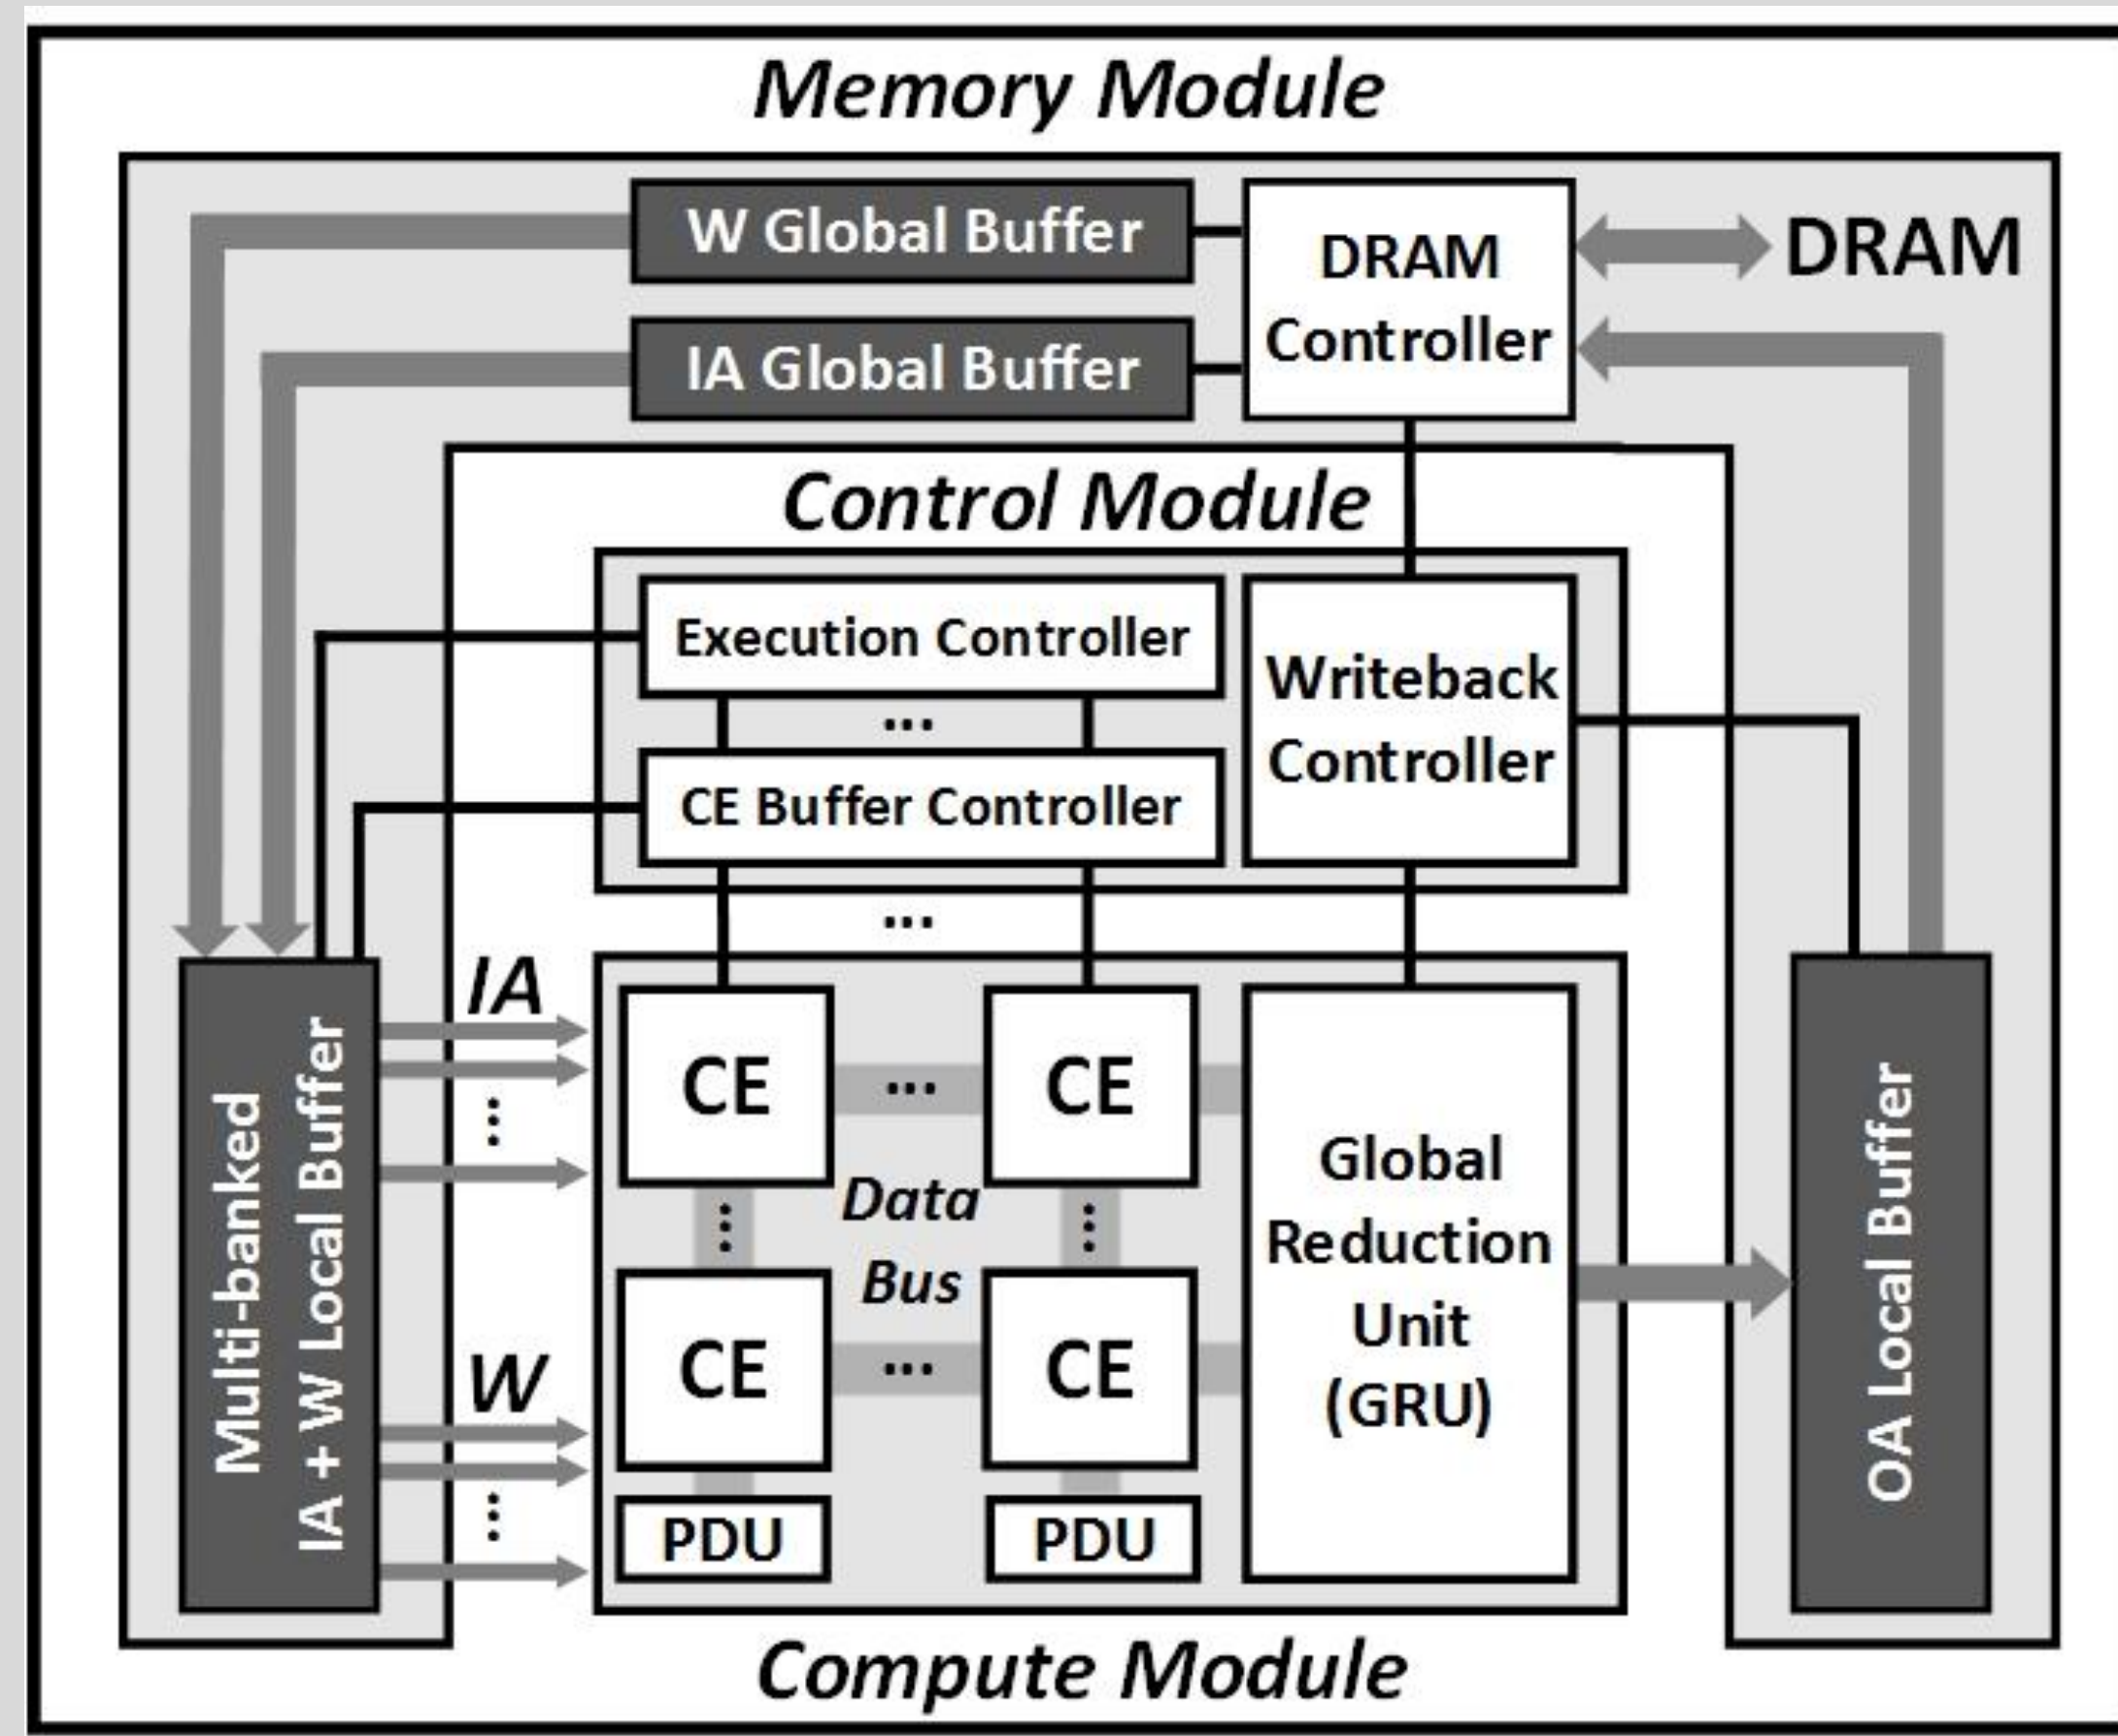 Memory Module
W Global Buffer
DRAM
Controller
DRAM
IA Global Buffer
Control Module
Execution Controller
...
CE Buffer Controller
Writeback
Controller
...
Multi-banked
IA + W Local Buffer
IA
...
W
...
CE
...
CE
...
Data
Bus
...
CE
...
CE
PDU
PDU
Global
Reduction
Unit
(GRU)
OA Local Buffer
Compute Module